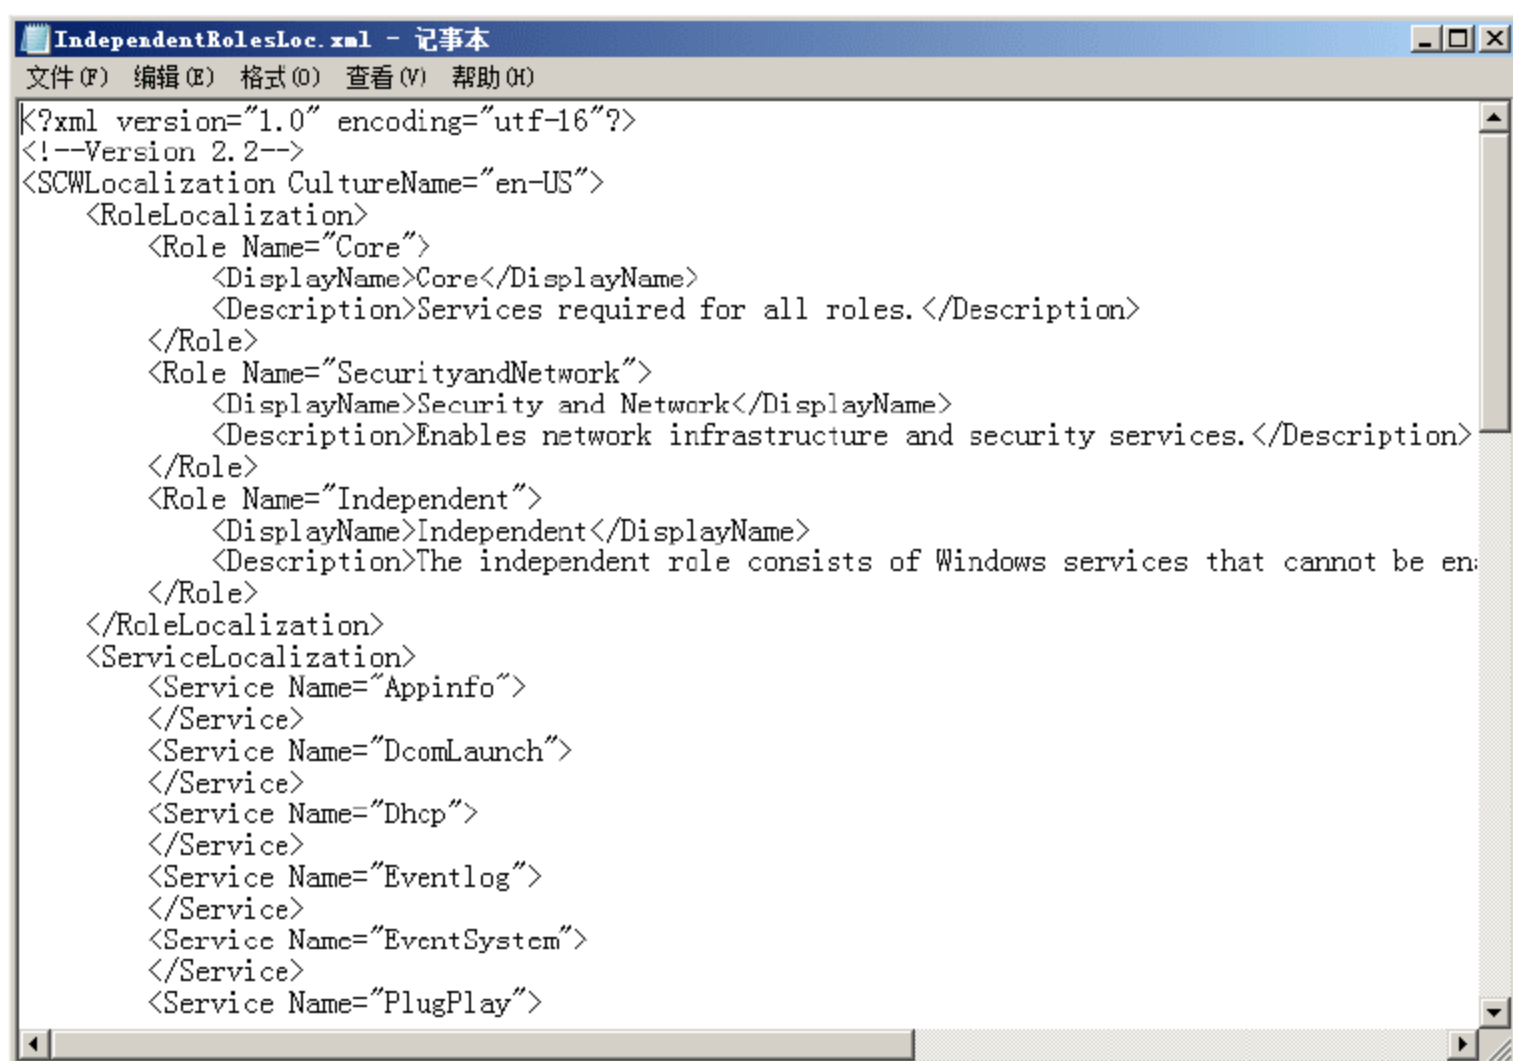 IndependentRolesLoc.xml - 记事本
文件(F) 编辑(E) 格式(O) 查看(V) 帮助(H)
<?xml version="1.0" encoding="utf-16"?>
<!--Version 2.2-->
<SCWLocalization CultureName="en-US">
    <RoleLocalization>
        <Role Name="Core">
            <DisplayName>Core</DisplayName>
            <Description>Services required for all roles.</Description>
        </Role>
        <Role Name="SecurityandNetwork">
            <DisplayName>Security and Network</DisplayName>
            <Description>Enables network infrastructure and security services.</Description>
        </Role>
        <Role Name="Independent">
            <DisplayName>Independent</DisplayName>
            <Description>The independent role consists of Windows services that cannot be
        </Role>
    </RoleLocalization>
    <ServiceLocalization>
        <Service Name="Appinfo">
        </Service>
        <Service Name="DcomLaunch">
        </Service>
        <Service Name="Dhcp">
        </Service>
        <Service Name="Eventlog">
        </Service>
        <Service Name="EventSystem">
        </Service>
        <Service Name="PlugPlay">